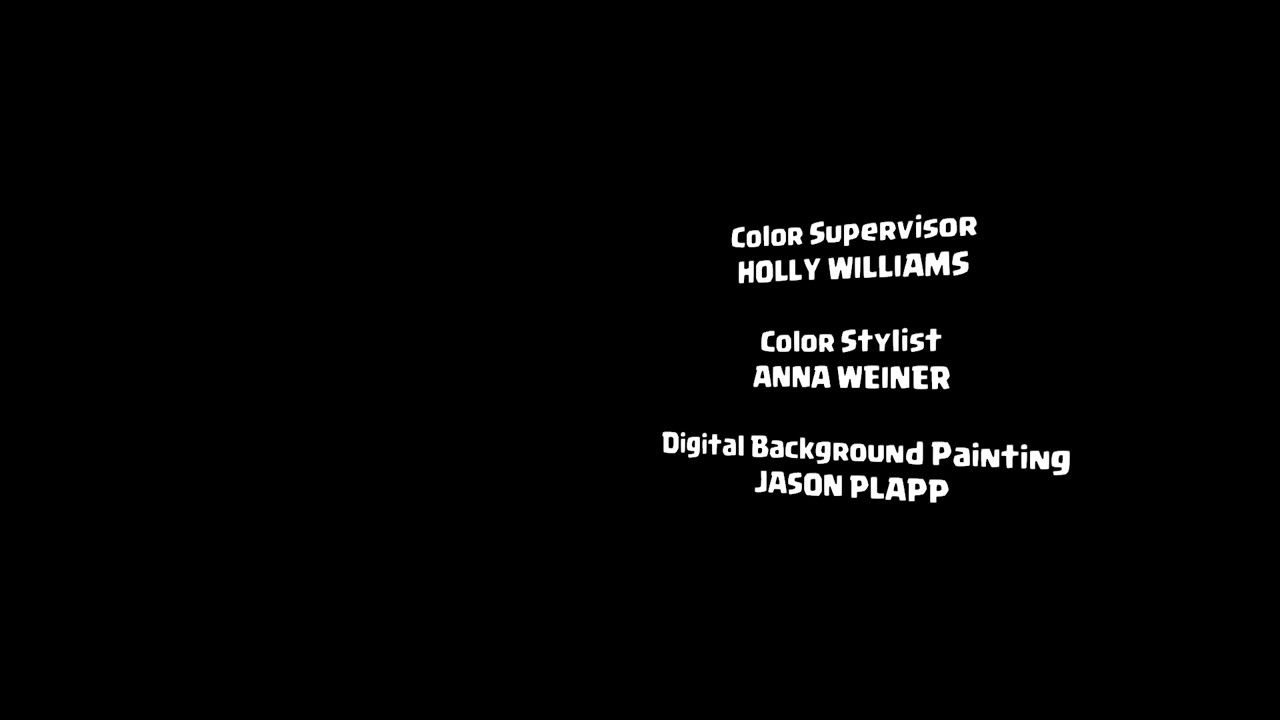 Color Supervisor
HOLLY WILLIAMS
Color Stylist
ANNA WEINER
Digital Background Painting
JASON PLAPP